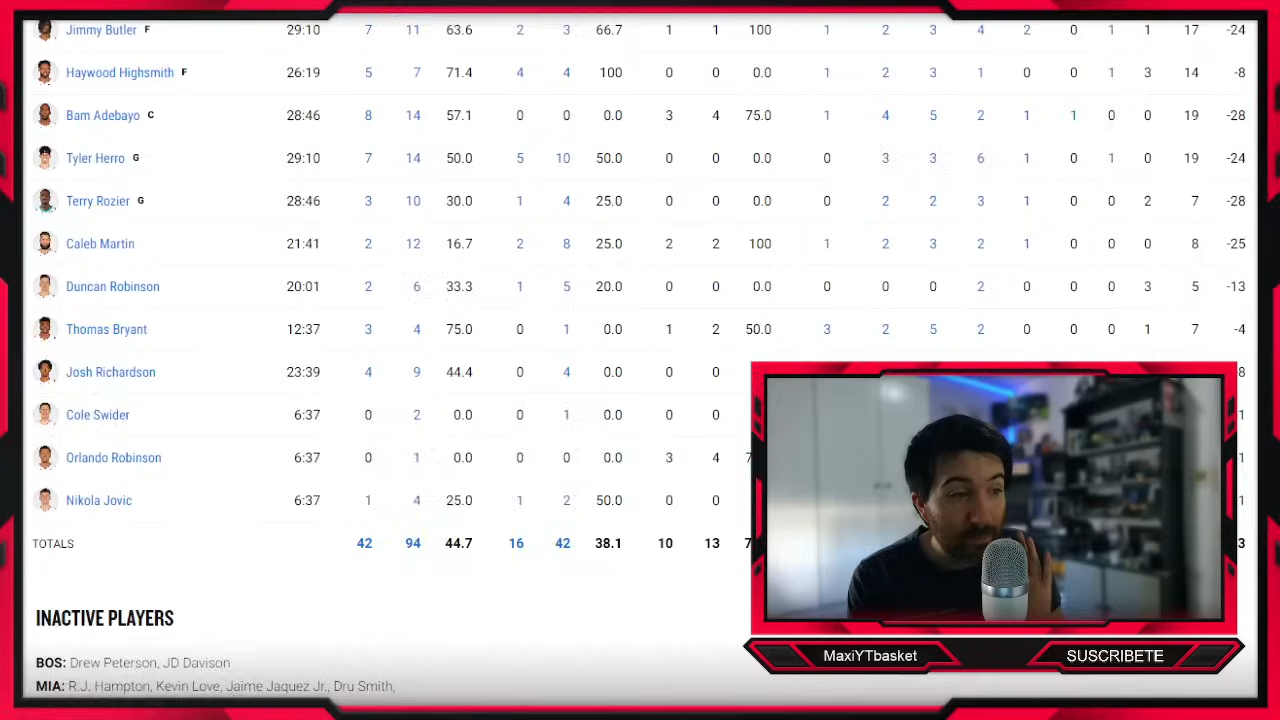 Jimmy Butler F 29:10 7 11 63.6 2 3 66.7 1 1 100 1 2 3 4 2 0 1 1 17 -24
Haywood Highsmith F 26:19 5 7 71.4 4 4 100 0 0 0.0 1 2 3 1 0 0 1 3 14 -8
Bam Adebayo C 28:46 8 14 57.1 0 0 0.0 3 4 75.0 1 4 5 2 1 1 0 0 19 -28
Tyler Herro G 29:10 7 14 50.0 5 10 50.0 0 0 0.0 0 3 3 6 1 0 1 0 19 -24
Terry Rozier G 28:46 3 10 30.0 1 4 25.0 0 0 0.0 0 2 2 3 1 0 0 2 7 -28
Caleb Martin 21:41 2 12 16.7 2 8 25.0 2 2 100 1 2 3 2 1 0 0 0 8 -25
Duncan Robinson 20:01 2 6 33.3 1 5 20.0 0 0 0.0 0 0 0 2 0 0 0 3 5 -13
Thomas Bryant 12:37 3 4 75.0 0 1 0.0 1 2 50.0 3 2 5 2 0 0 0 1 7 -4
Josh Richardson 23:39 4 9 44.4 0 4 0.0 0 0 8
Cole Swider 6:37 0 2 0.0 0 1 0.0 0 0 1
Orlando Robinson 6:37 0 1 0.0 0 0 0.0 3 4 7 1
Nikola Jovic 6:37 1 4 25.0 1 2 50.0 0 0 1
TOTALS 42 94 44.7 16 42 38.1 10 13 7 3
INACTIVE PLAYERS
BOS: Drew Peterson, JD Davison
MIA: R.J. Hampton, Kevin Love, Jaime Jaquez Jr., Dru Smith,
MaxiYTbasket
SUSCRIBETE